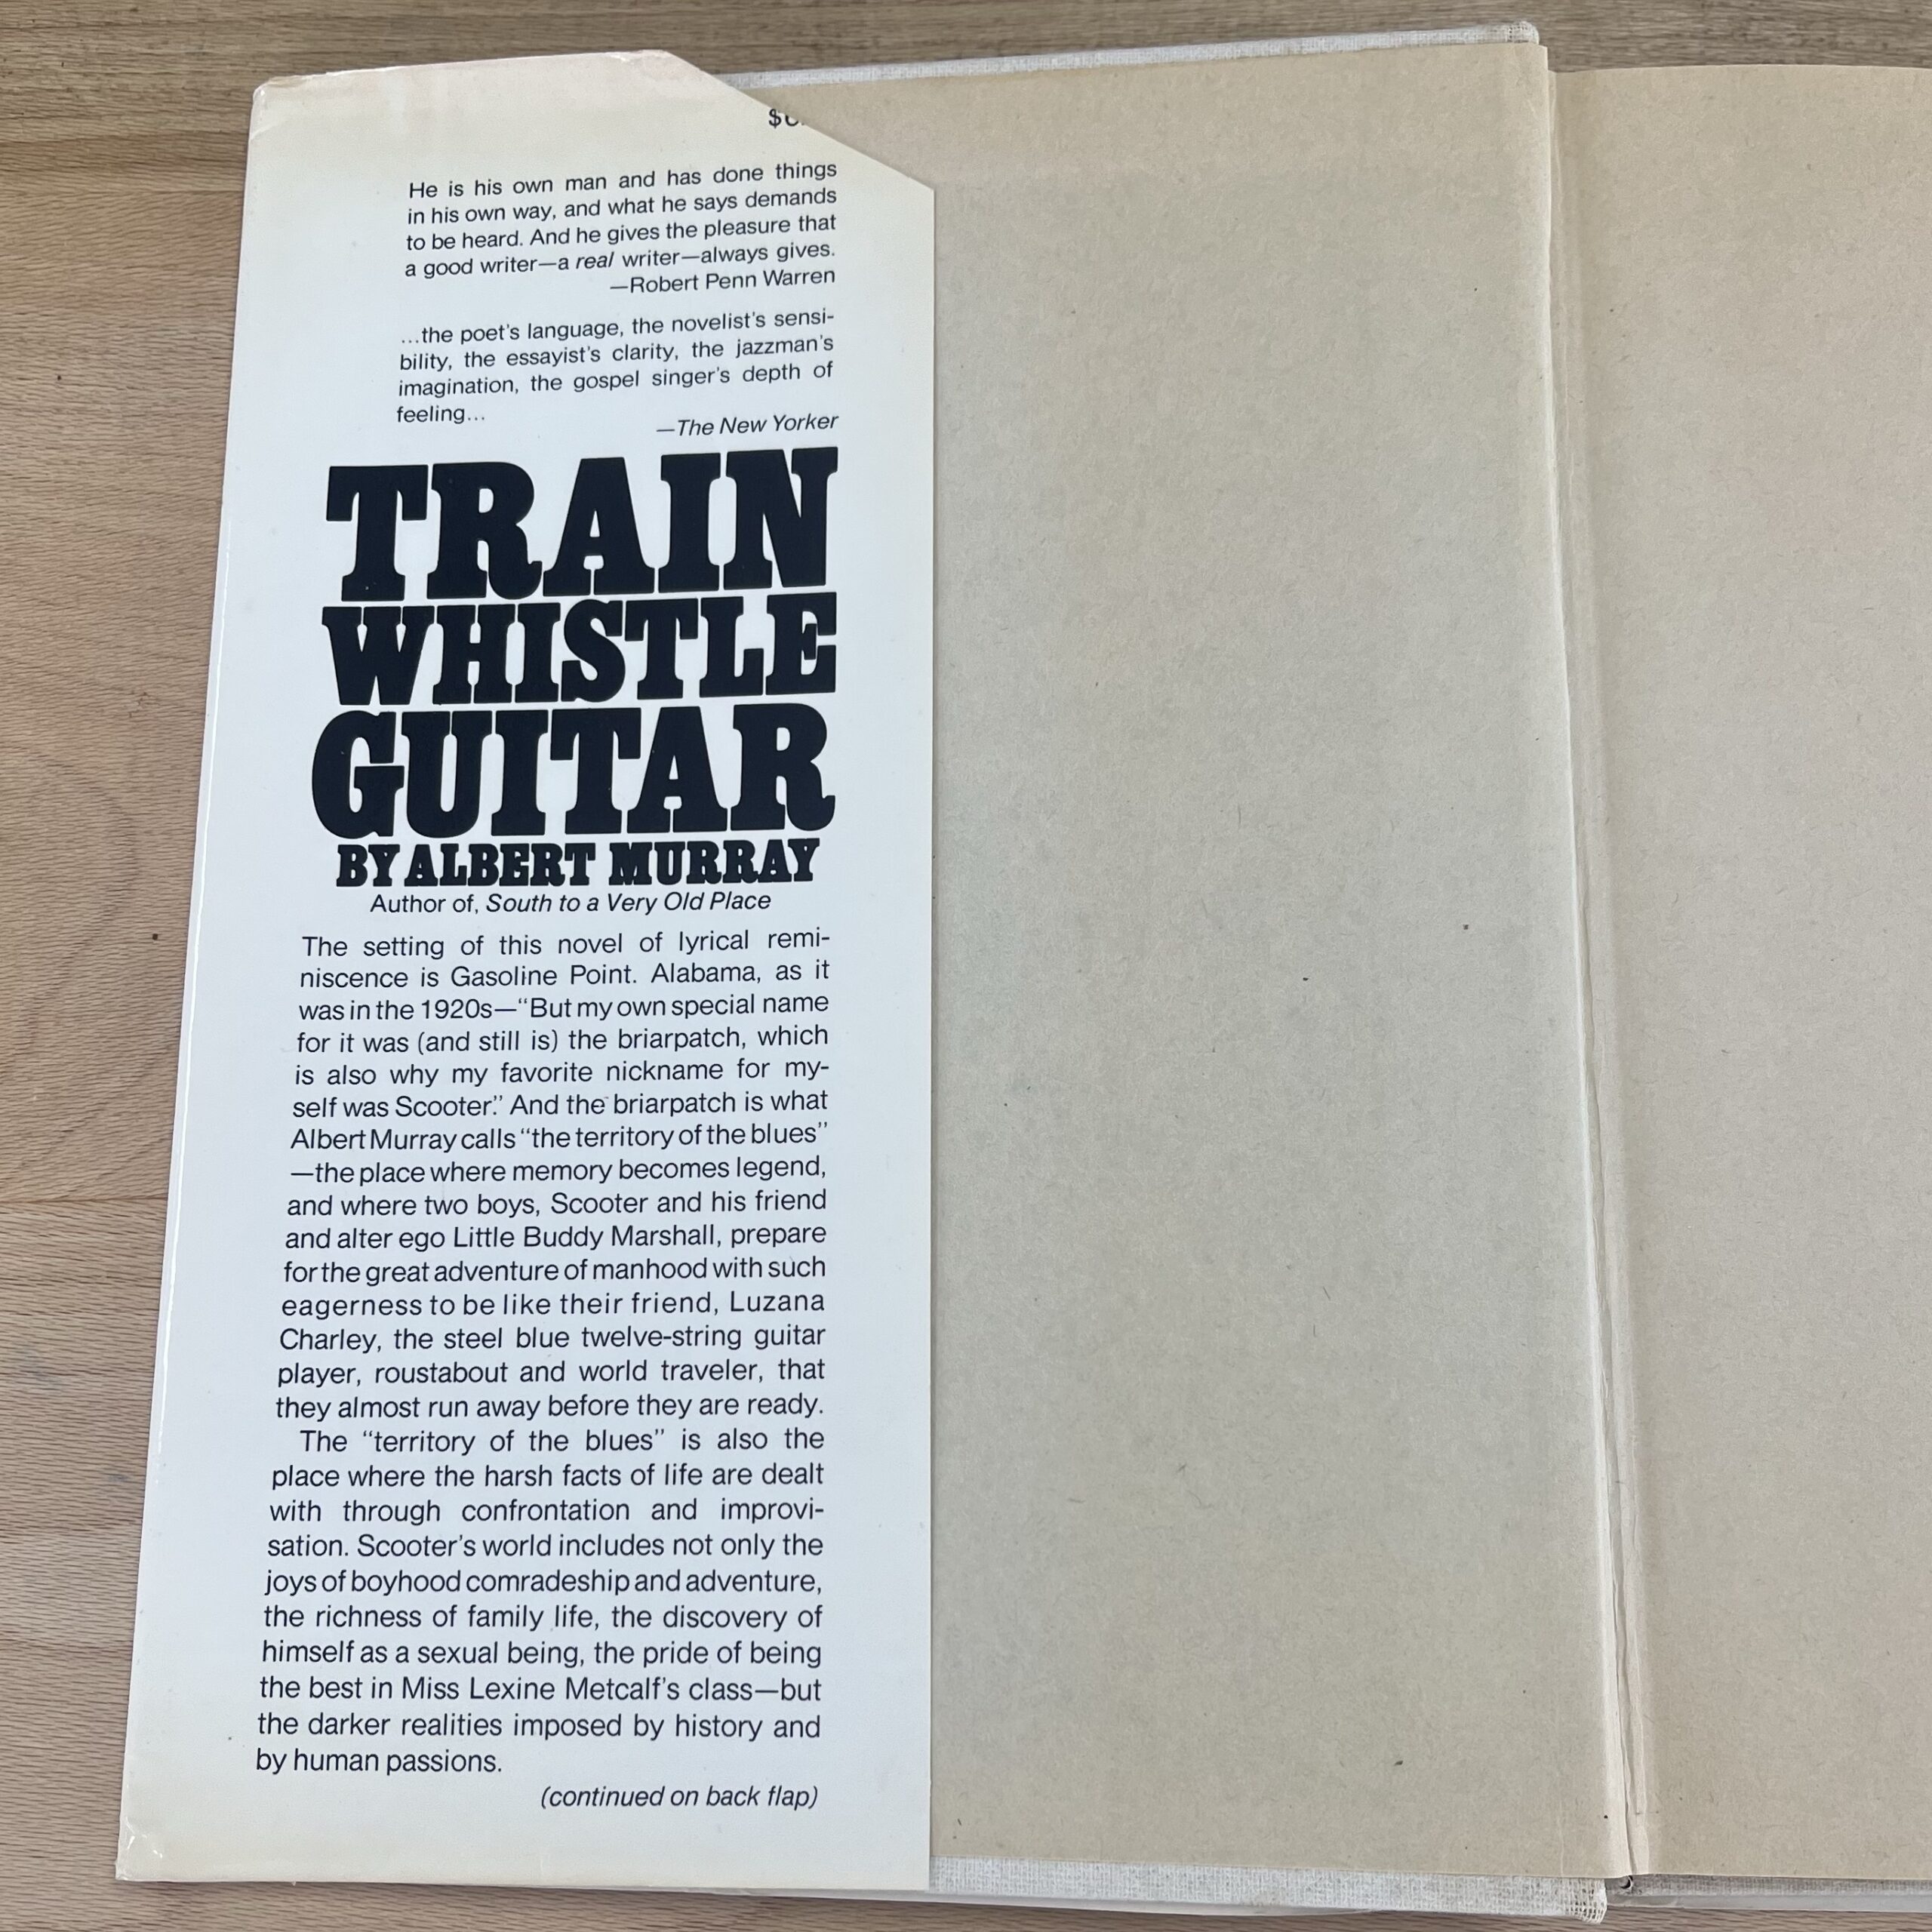 He is his own man and has done things
in his own way, and what he says demands
to be heard. And he gives the pleasure that
a good writer—a real writer—always gives.
—Robert Penn Warren
...the poet's language, the novelist's sensi-
bility, the essayist's clarity, the jazzman's
imagination, the gospel singer's depth of
feeling...
—The New Yorker
TRAIN
WHISTLE
GUITAR
BY ALBERT MURRAY
Author of, South to a Very Old Place
The setting of this novel of lyrical remi-
niscence is Gasoline Point. Alabama, as it
was in the 1920s—“But my own special name
for it was (and still is) the briarpatch, which
is also why my favorite nickname for my-
self was Scooter.” And the briarpatch is what
Albert Murray calls “the territory of the blues”
—the place where memory becomes legend,
and where two boys, Scooter and his friend
and alter ego Little Buddy Marshall, prepare
for the great adventure of manhood with such
eagerness to be like their friend, Luzana
Charley, the steel blue twelve-string guitar
player, roustabout and world traveler, that
they almost run away before they are ready.
The “territory of the blues” is also the
place where the harsh facts of life are dealt
with through confrontation and improvi-
sation. Scooter's world includes not only the
joys of boyhood comradeship and adventure,
the richness of family life, the discovery of
himself as a sexual being, the pride of being
the best in Miss Lexine Metcalf's class—but
the darker realities imposed by history and
by human passions.
(continued on back flap)